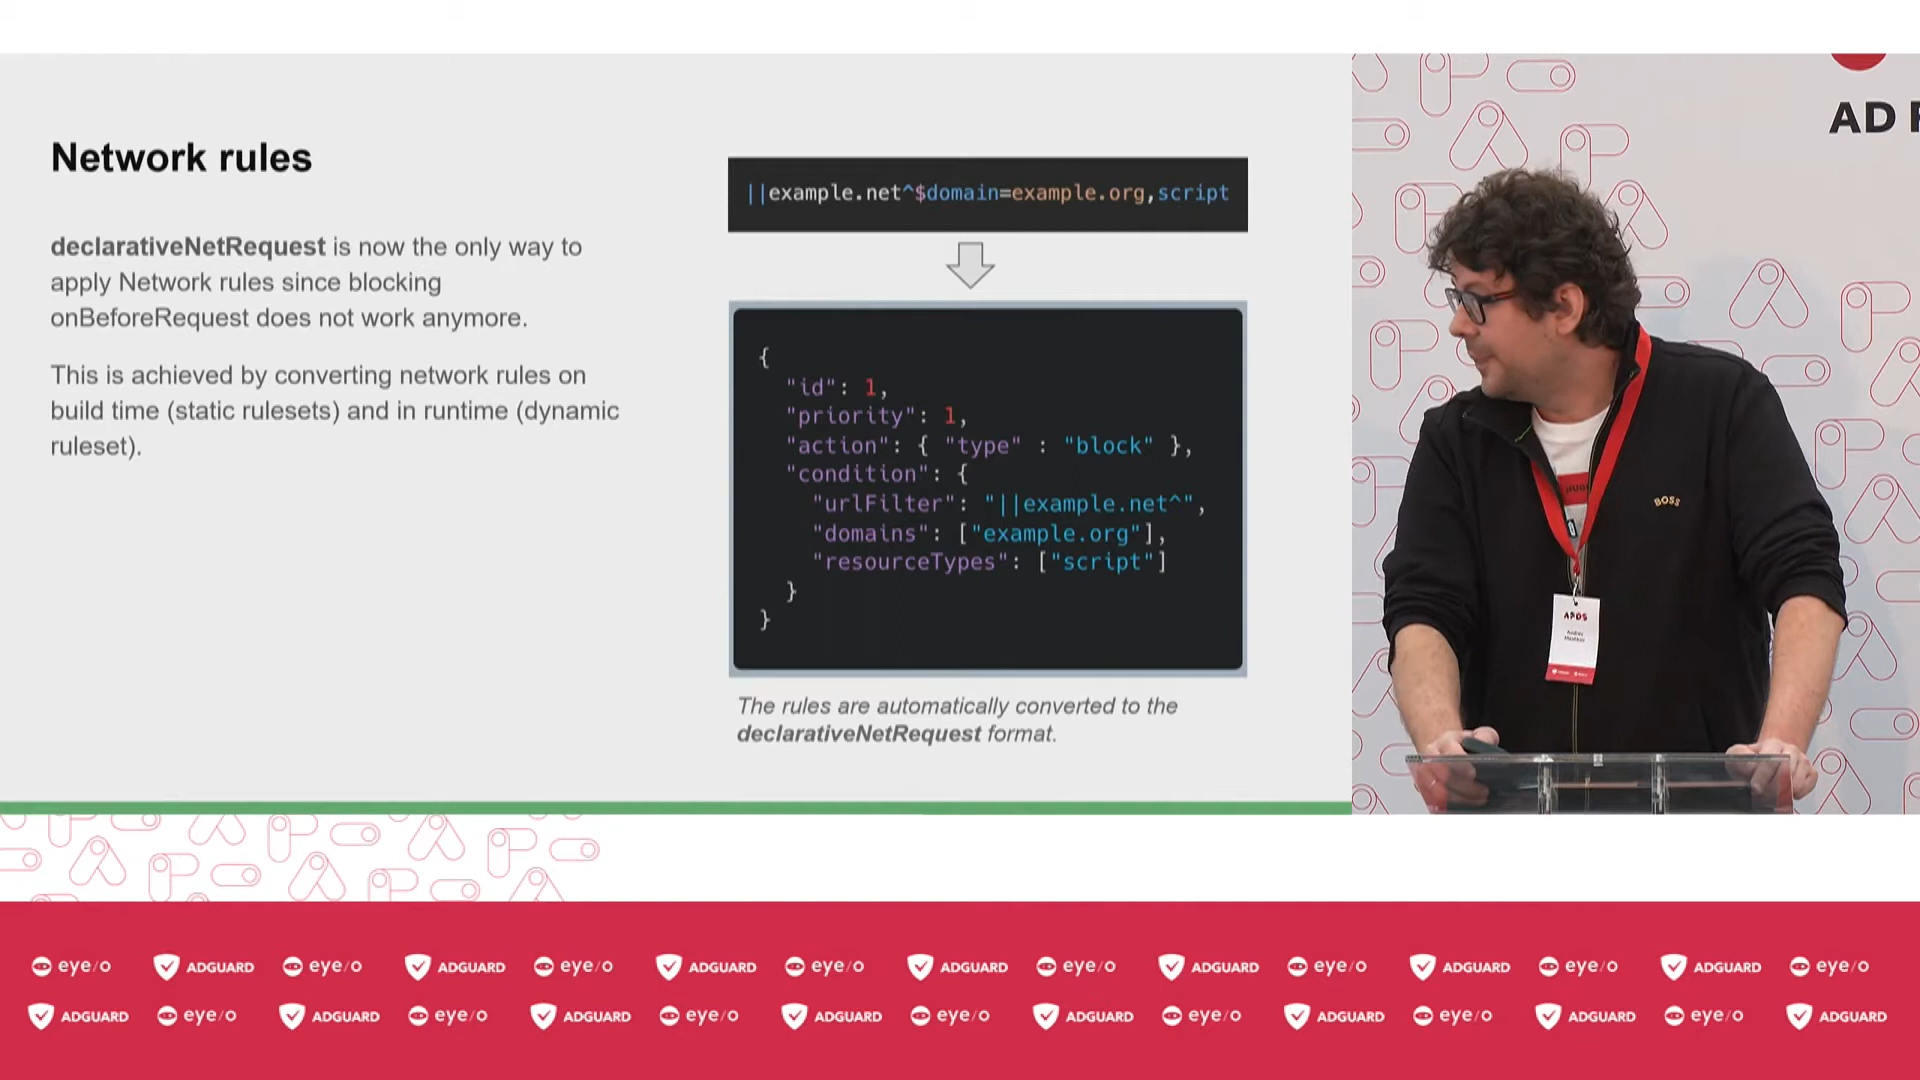 Network rules
declarativeNetRequest is now the only way to
apply Network rules since blocking
onBeforeRequest does not work anymore.
This is achieved by converting network rules on
build time (static rulesets) and in runtime (dynamic
ruleset).
||example.net^$domain=example.org,script
{
"id": 1,
"priority": 1,
"action": { "type" : "block" },
"condition": {
"urlFilter": "||example.net^",
"domains": ["example.org"],
"resourceTypes": ["script"]
}
}
The rules are automatically converted to the
declarativeNetRequest format.
AD
BOSS
APDS
eye/o ADGUARD eye/o ADGUARD eye/o ADGUARD eye/o ADGUARD eye/o ADGUARD eye/o ADGUARD eye/o ADGUARD eye/o
ADGUARD eye/o ADGUARD eye/o ADGUARD eye/o ADGUARD eye/o ADGUARD eye/o ADGUARD eye/o ADGUARD eye/o ADGUARD